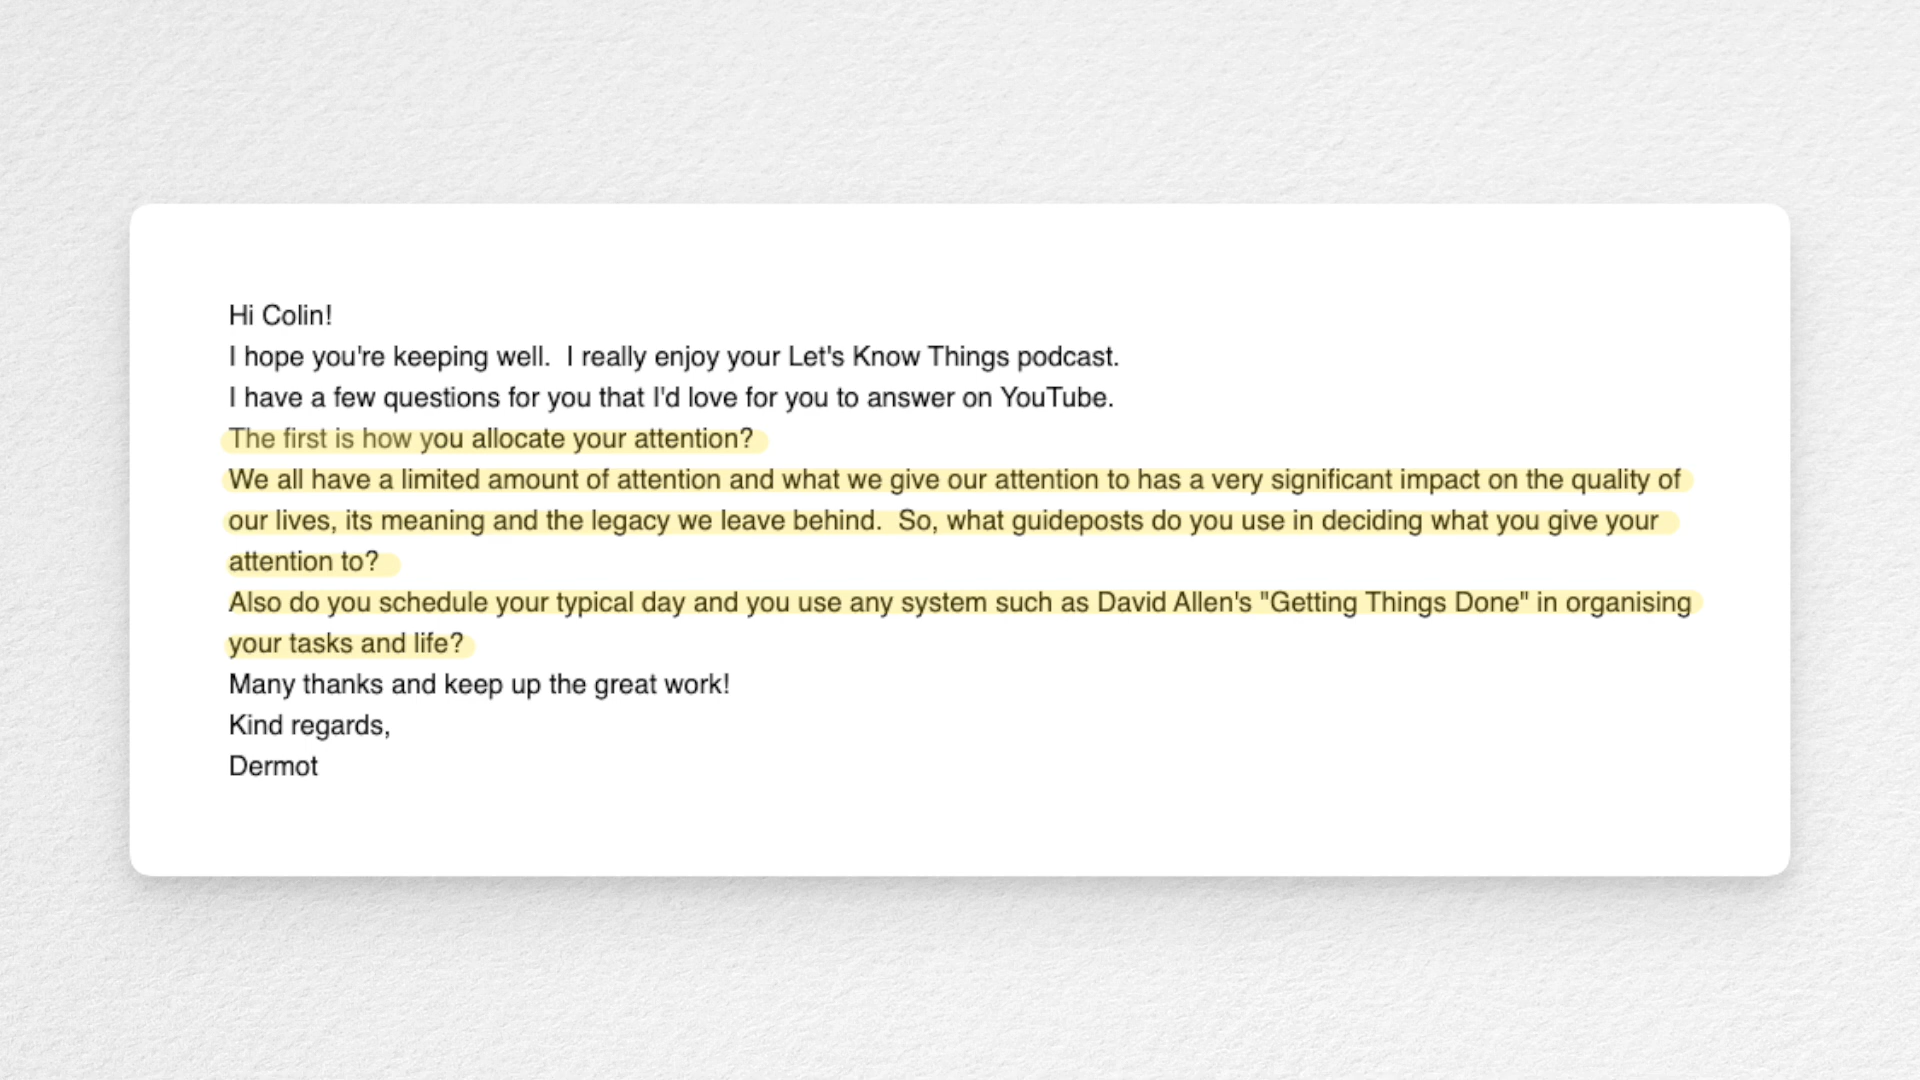 Hi Colin!
I hope you're keeping well.  I really enjoy your Let's Know Things podcast.
I have a few questions for you that I'd love for you to answer on YouTube.
The first is how you allocate your attention?
We all have a limited amount of attention and what we give our attention to has a very significant impact on the quality of
our lives, its meaning and the legacy we leave behind.  So, what guideposts do you use in deciding what you give your
attention to?
Also do you schedule your typical day and you use any system such as David Allen's "Getting Things Done" in organising
your tasks and life?
Many thanks and keep up the great work!
Kind regards,
Dermot